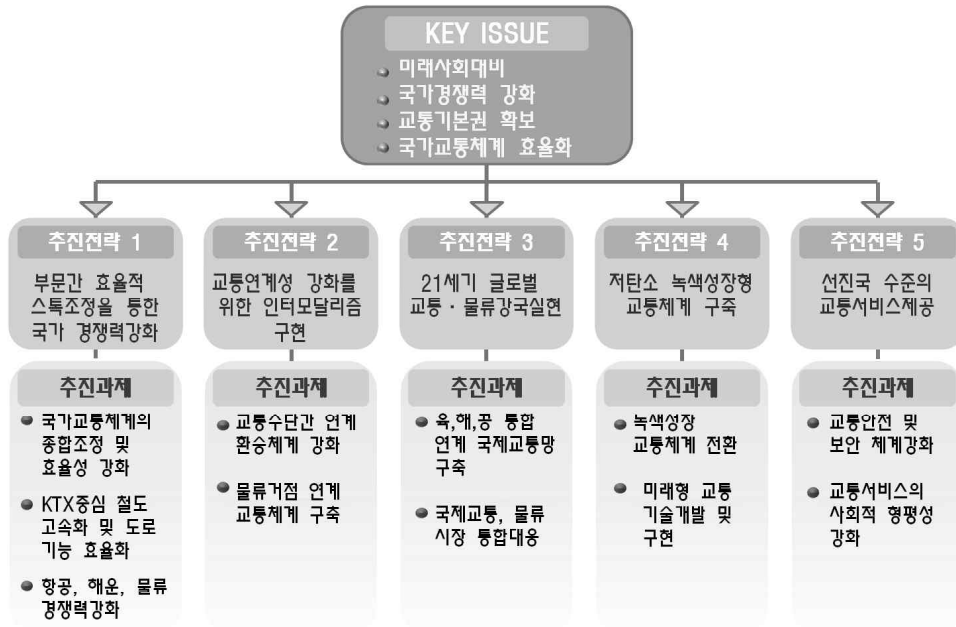 KEY ISSUE
미래사회대비
국가경쟁력 강화
교통기본권 확보
국가교통체계 효율화
추진전략 1
부문간 효율적
스톡조정을 통한
국가 경쟁력강화
추진전략 2
교통연계성 강화를
위한 인터모달리즘
구현
추진전략 3
21세기 글로벌
교통 · 물류강국실현
추진전략 4
저탄소 녹색성장형
교통체계 구축
추진전략 5
선진국 수준의
교통서비스제공
추진과제
국가교통체계의
종합조정 및
효율성 강화
KTX중심 철도
고속화 및 도로
기능 효율화
항공, 해운, 물류
경쟁력강화
추진과제
교통수단간 연계
환승체계 강화
물류거점 연계
교통체계 구축
추진과제
육,해,공 통합
연계 국제교통망
구축
국제교통, 물류
시장 통합대응
추진과제
녹색성장
교통체계 전환
미래형 교통
기술개발 및
구현
추진과제
교통안전 및
보안 체계강화
교통서비스의
사회적 형평성
강화